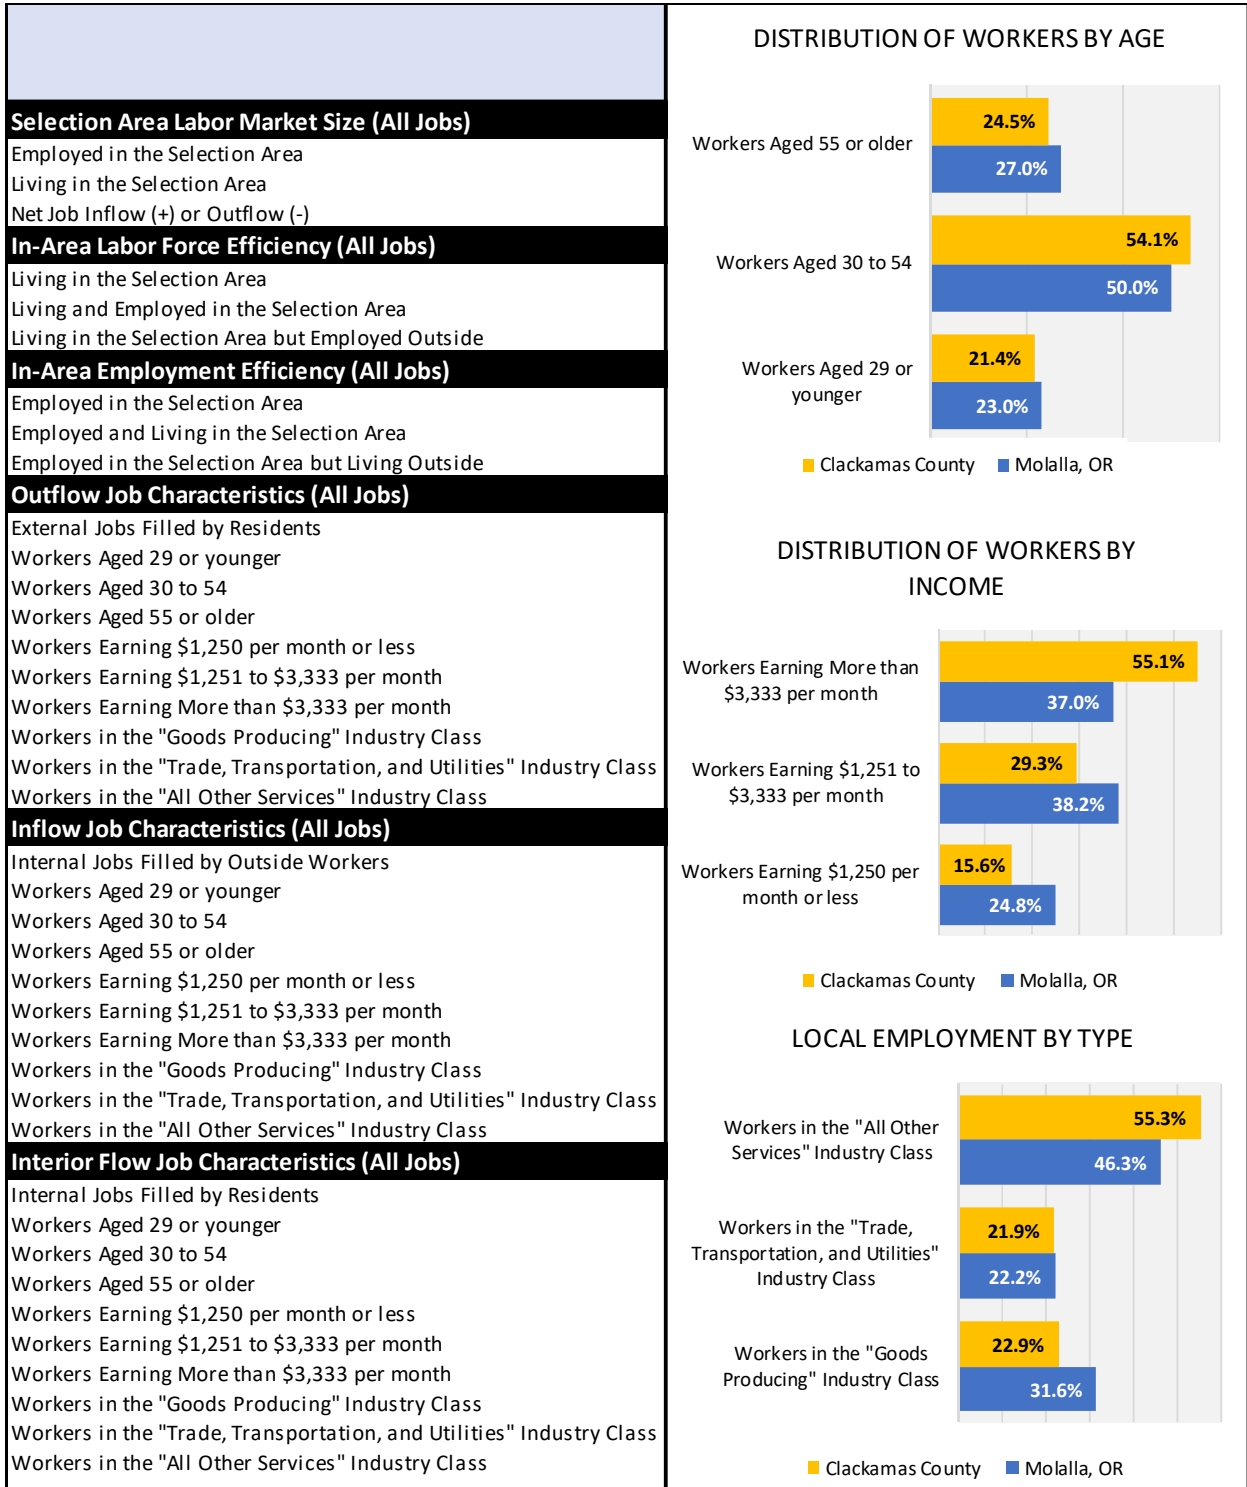 Selection Area Labor Market Size (All Jobs)
Employed in the Selection Area
Living in the Selection Area
Net Job Inflow (+) or Outflow (-)
In-Area Labor Force Efficiency (All Jobs)
Living in the Selection Area
Living and Employed in the Selection Area
Living in the Selection Area but Employed Outside
In-Area Employment Efficiency (All Jobs)
Employed in the Selection Area
Employed and Living in the Selection Area
Employed in the Selection Area but Living Outside
Outflow Job Characteristics (All Jobs)
External Jobs Filled by Residents
Workers Aged 29 or younger
Workers Aged 30 to 54
Workers Aged 55 or older
Workers Earning $1,250 per month or less
Workers Earning $1,251 to $3,333 per month
Workers Earning More than $3,333 per month
Workers in the "Goods Producing" Industry Class
Workers in the "Trade, Transportation, and Utilities" Industry Class
Workers in the "All Other Services" Industry Class
Inflow Job Characteristics (All Jobs)
Internal Jobs Filled by Outside Workers
Workers Aged 29 or younger
Workers Aged 30 to 54
Workers Aged 55 or older
Workers Earning $1,250 per month or less
Workers Earning $1,251 to $3,333 per month
Workers Earning More than $3,333 per month
Workers in the "Goods Producing" Industry Class
Workers in the "Trade, Transportation, and Utilities" Industry Class
Workers in the "All Other Services" Industry Class
Interior Flow Job Characteristics (All Jobs)
Internal Jobs Filled by Residents
Workers Aged 29 or younger
Workers Aged 30 to 54
Workers Aged 55 or older
Workers Earning $1,250 per month or less
Workers Earning $1,251 to $3,333 per month
Workers Earning More than $3,333 per month
Workers in the "Goods Producing" Industry Class
Workers in the "Trade, Transportation, and Utilities" Industry Class
Workers in the "All Other Services" Industry Class
DISTRIBUTION OF WORKERS BY AGE
Workers Aged 55 or older
24.5%
27.0%
Workers Aged 30 to 54
54.1%
50.0%
Workers Aged 29 or
younger
21.4%
23.0%
Clackamas County
Molalla, OR
DISTRIBUTION OF WORKERS BY
INCOME
Workers Earning More than
$3,333 per month
55.1%
37.0%
Workers Earning $1,251 to
$3,333 per month
29.3%
38.2%
Workers Earning $1,250 per
month or less
15.6%
24.8%
Clackamas County
Molalla, OR
LOCAL EMPLOYMENT BY TYPE
Workers in the "All Other
Services" Industry Class
55.3%
46.3%
Workers in the "Trade,
Transportation, and Utilities"
Industry Class
21.9%
22.2%
Workers in the "Goods
Producing" Industry Class
22.9%
31.6%
Clackamas County
Molalla, OR